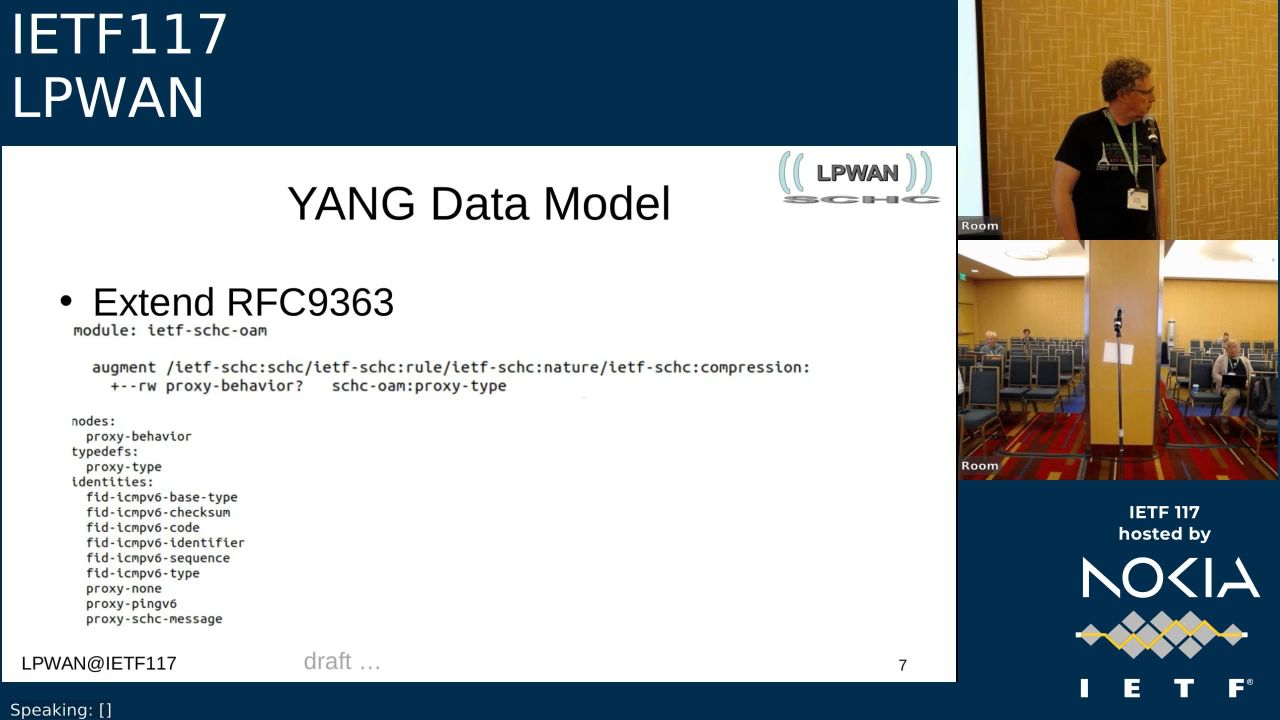 IETF117
LPWAN
LPWAN
SCHC
YANG Data Model
• Extend RFC9363
module: ietf-schc-oam
augment /ietf-schc:schc/ietf-schc:rule/ietf-schc:nature/ietf-schc:compression:
+--rw proxy-behavior?   schc-oam:proxy-type
nodes:
proxy-behavior
typedefs:
proxy-type
identities:
fid-icmpv6-base-type
fid-icmpv6-checksum
fid-icmpv6-code
fid-icmpv6-identifier
fid-icmpv6-sequence
fid-icmpv6-type
proxy-none
proxy-pingv6
proxy-schc-message
LPWAN@IETF117
draft …
7
Speaking: []
Room
Room
IETF 117
hosted by
NOKIA
I E T F®